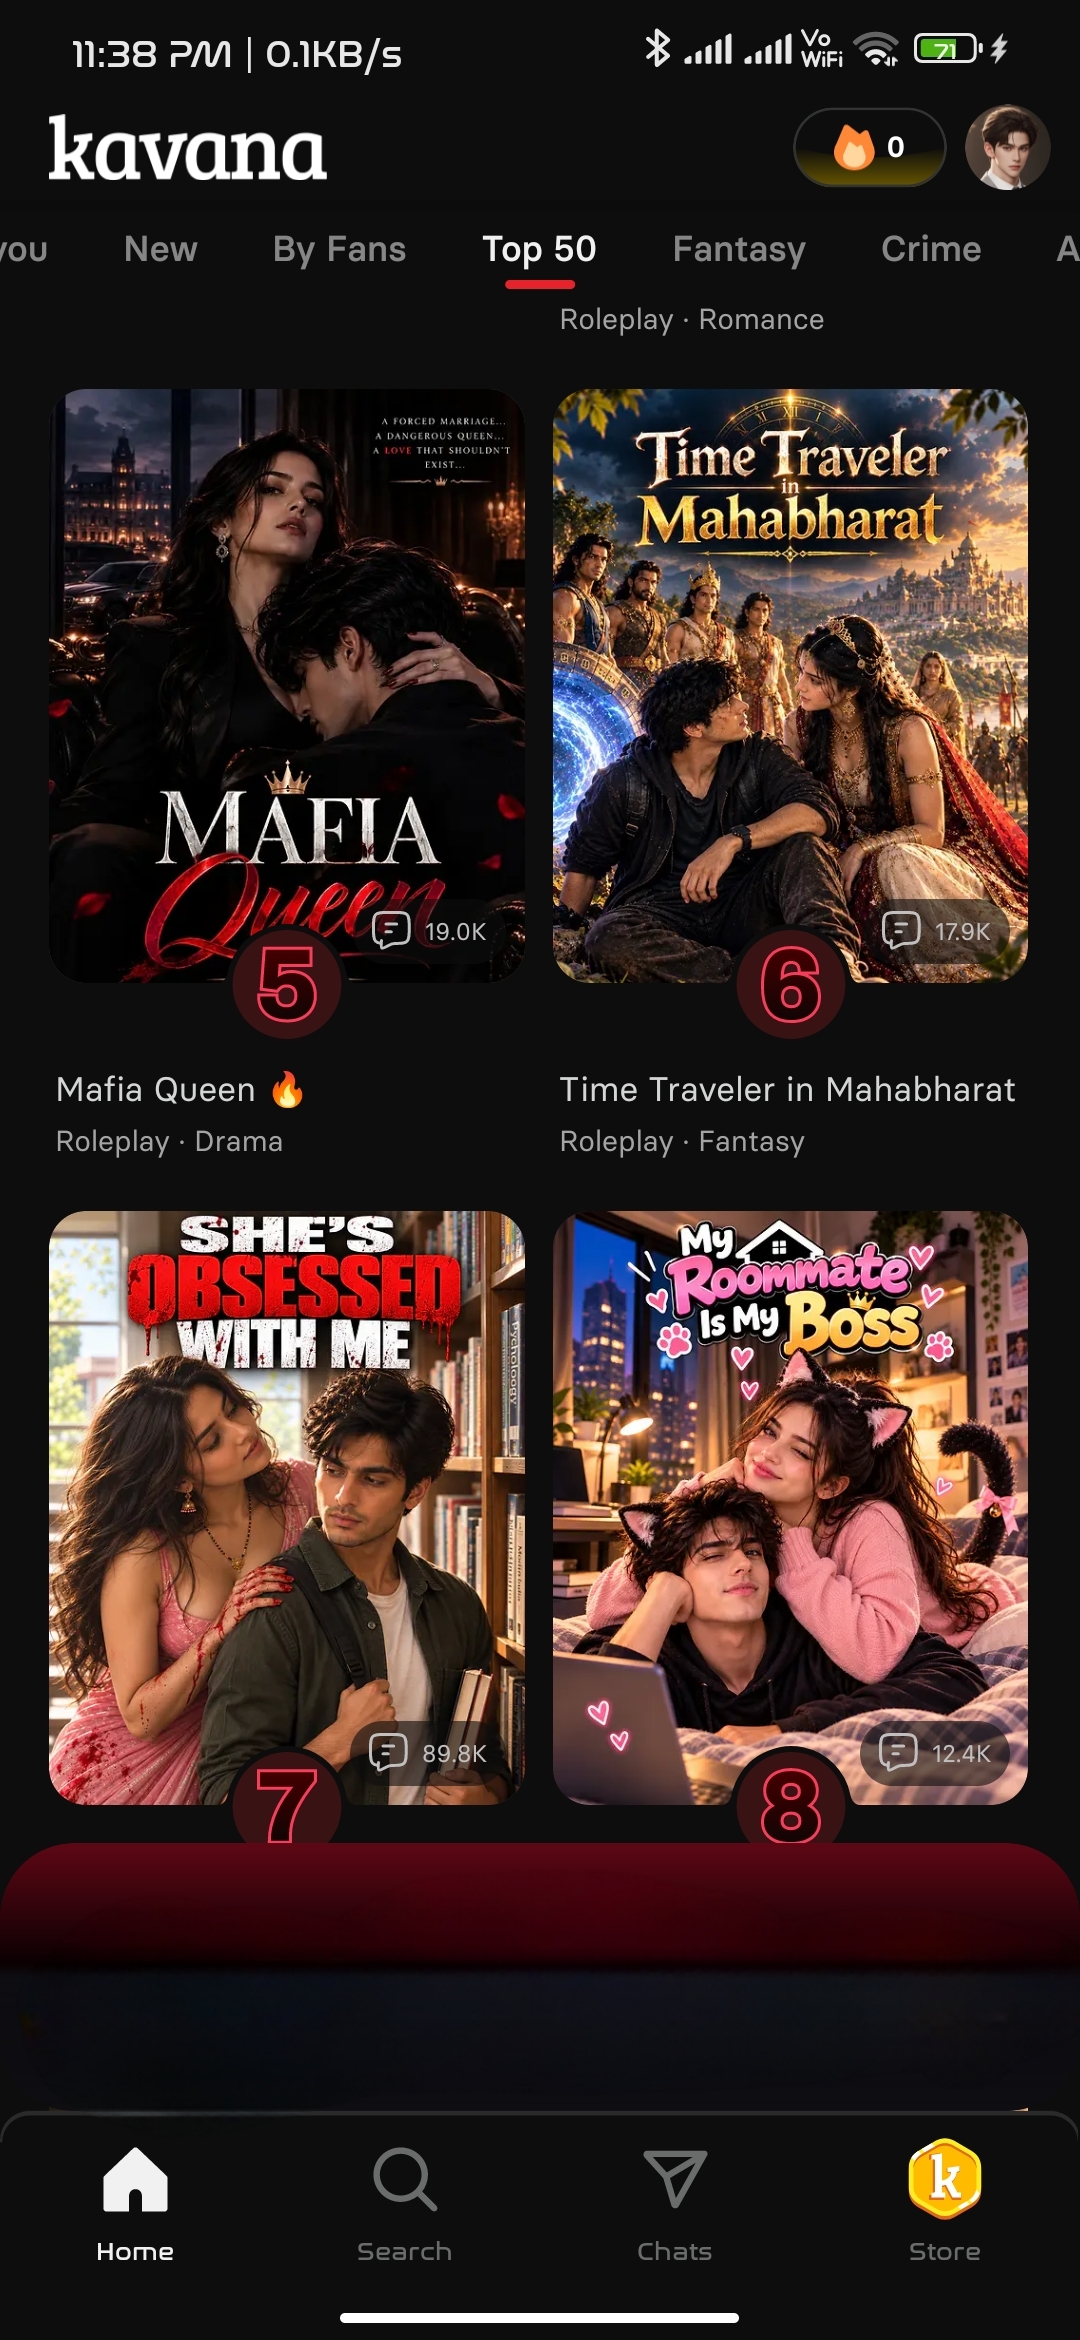 11:38 PM | 0.1KB/s
Vo
WiFi
71
kavana
0
you
New
By Fans
Top 50
Fantasy
Crime
A
Roleplay · Romance
A FORCED MARRIAGE...
A DANGEROUS QUEEN...
A LOVE THAT SHOULDN'T
EXIST...
MAFIA
Queen
19.0K
5
Time Traveler
in
Mahabharat
17.9K
6
Mafia Queen 🔥
Roleplay · Drama
Time Traveler in Mahabharat
Roleplay · Fantasy
SHE'S
OBSESSED
WITH ME
89.8K
7
My
Roommate
Is My Boss
12.4K
8
Home
Search
Chats
k
Store